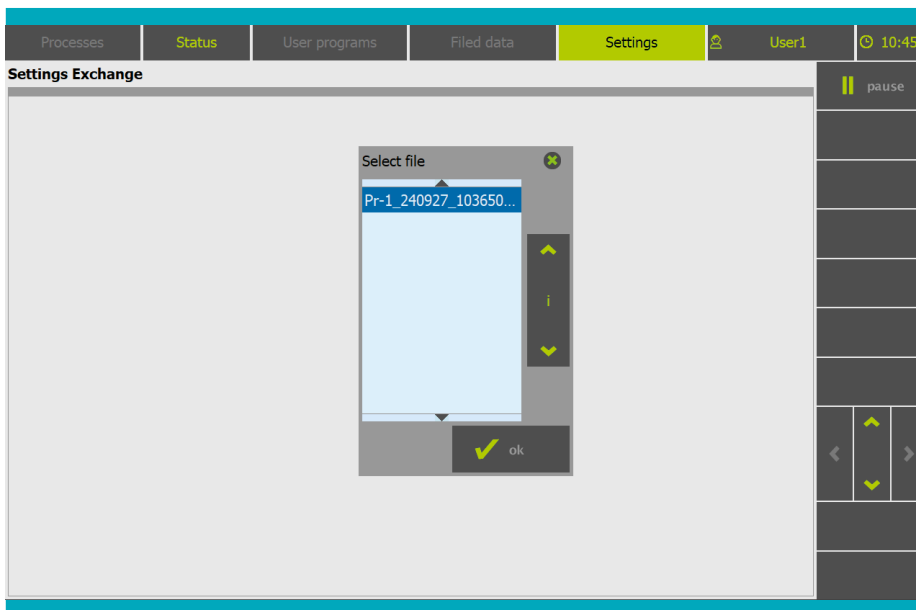 Processes Status User programs Filed data Settings User1 10:45
Settings Exchange
pause
Select file
Pr-1_240927_103650...
i
ok